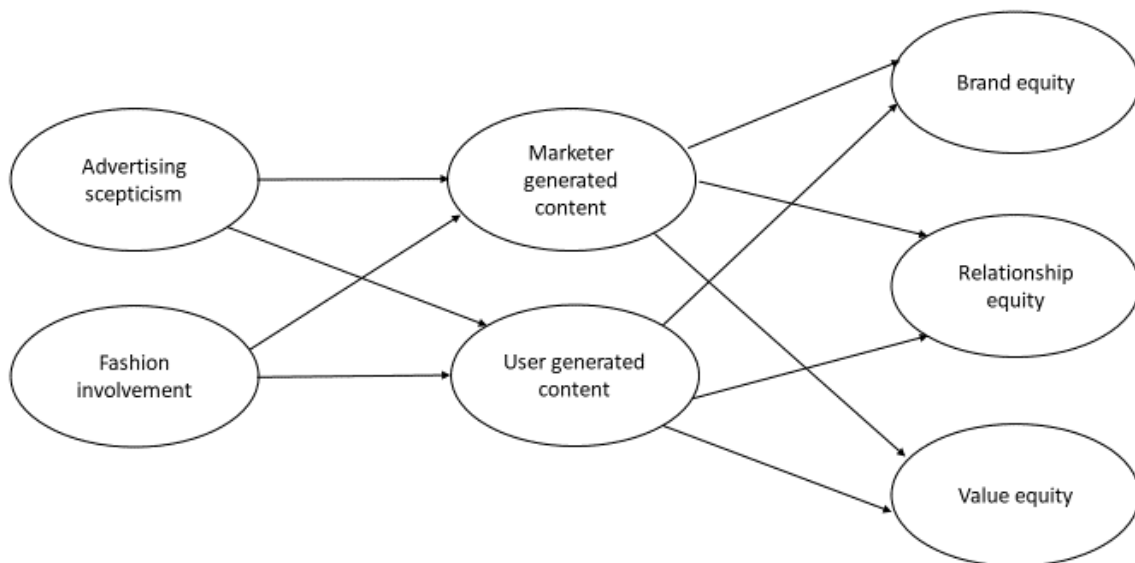 Advertising
scepticism
Fashion
involvement
Marketer
generated
content
User generated
content
Brand equity
Relationship
equity
Value equity